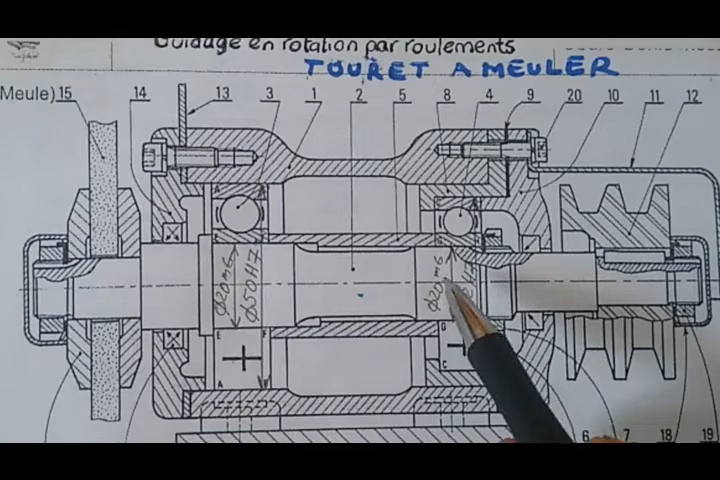 Guidage en rotation par roulements
TOURET A MEULER
Meule) 15 14 13 3 1 2 5 8 4 9 20 10 11 12
A
Ø20m6
Ø50H7
Ø20m6
E F
G
A
C
6 7 18 19